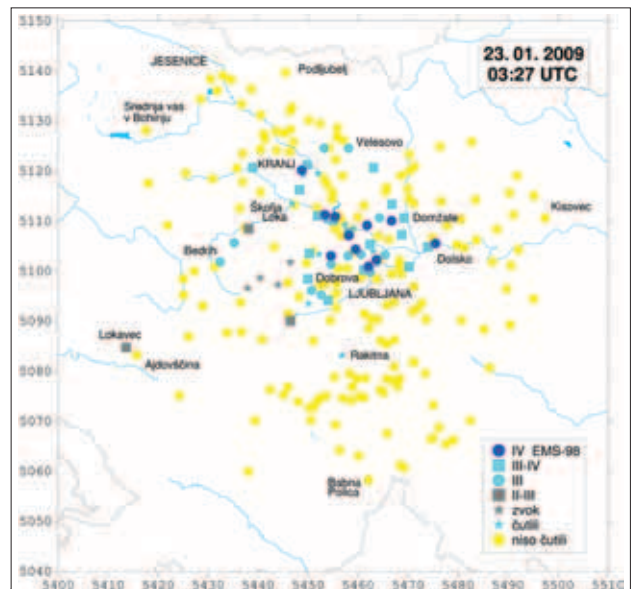 5150
5140
5130
5120
5110
5100
5090
5080
5070
5060
5050
5040
5400
5410
5420
5430
5440
5450
5460
5470
5480
5490
5500
5510
23. 01. 2009
03:27 UTC
JESENICE
Podljubelj
Srednja vas
v Bohinju
Velesovo
KRANJ
Škofja
Loka
Domžale
Kisovec
Bedrih
Dolsko
Dobrova
LJUBLJANA
Lokavec
Ajdovščina
Rakitna
Babna
Polica
IV EMS-98
III-IV
III
II-III
zvok
čutili
niso čutili